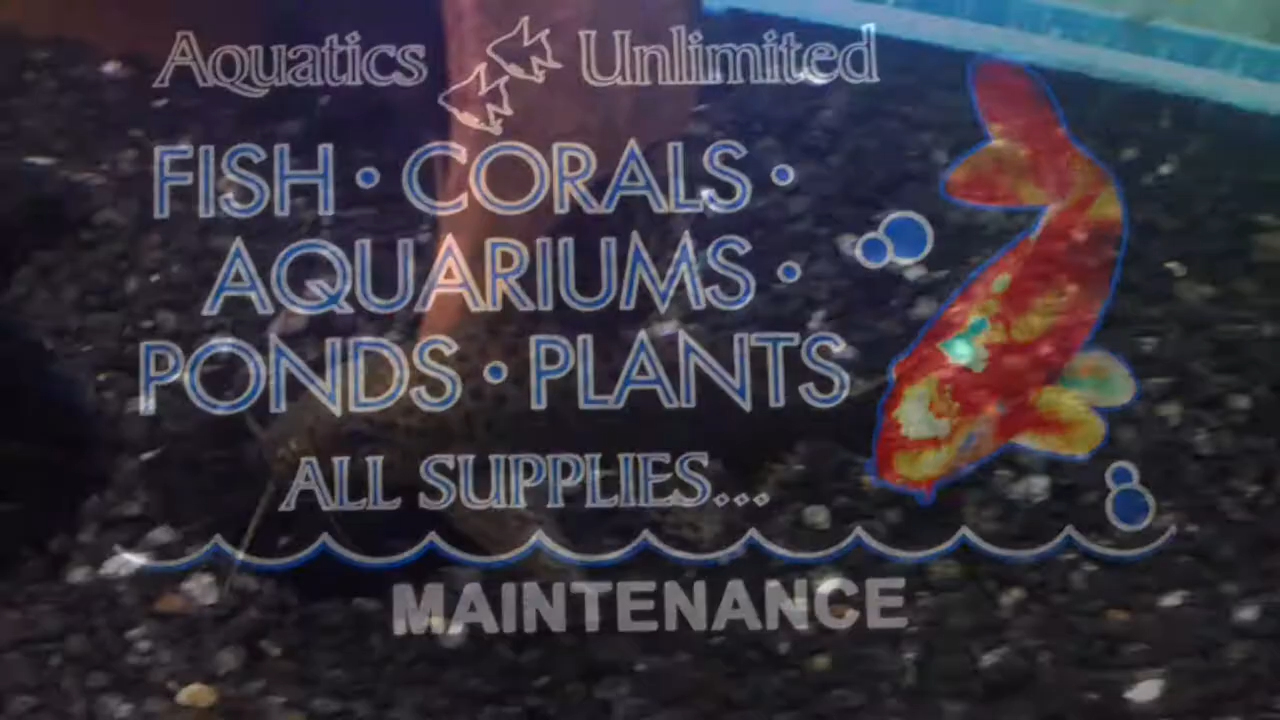 Aquatics Unlimited
FISH • CORALS •
AQUARIUMS •
PONDS • PLANTS
ALL SUPPLIES...
MAINTENANCE